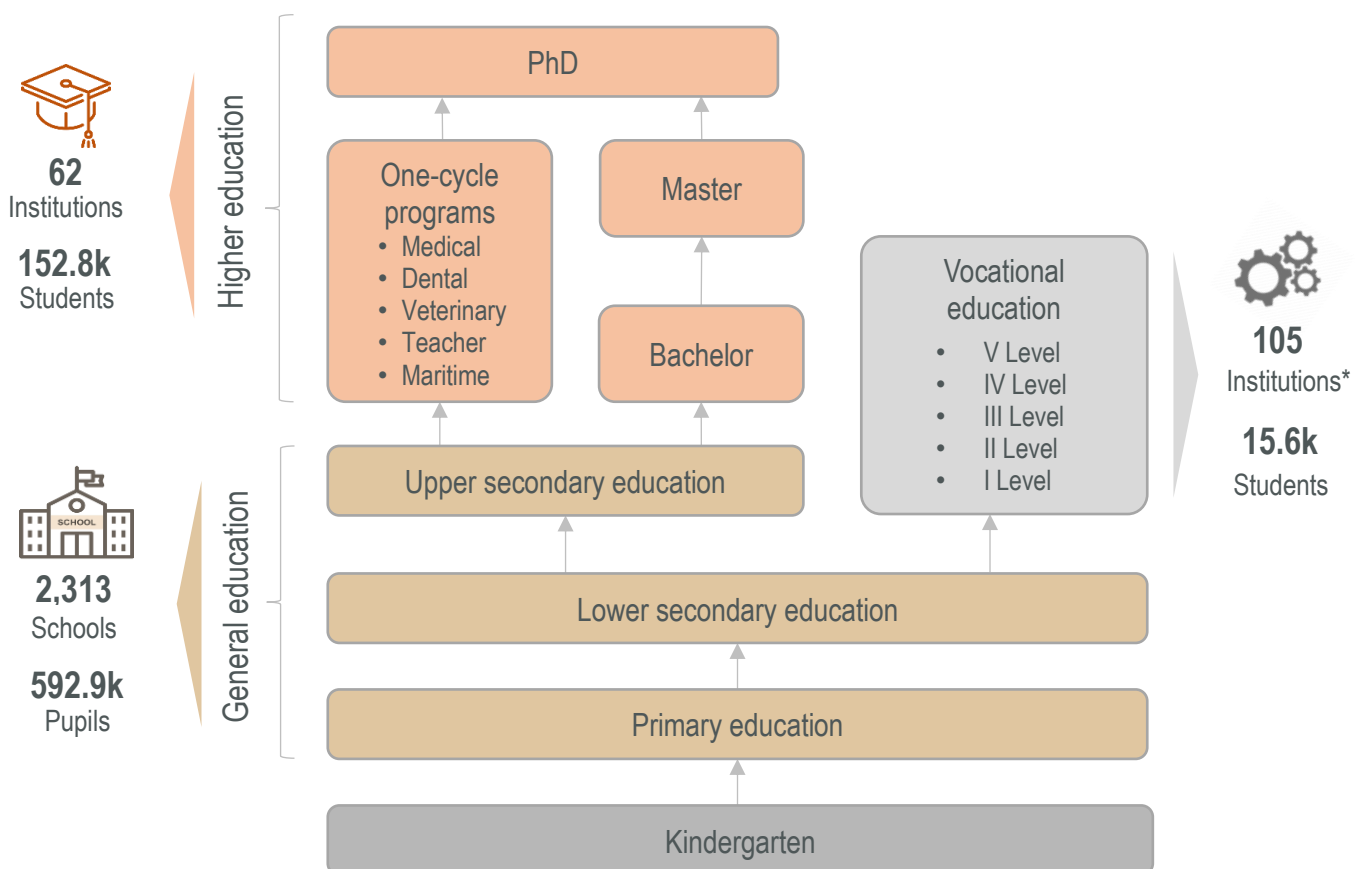 PhD
Higher education
62
Institutions
152.8k
Students
One-cycle
programs
• Medical
• Dental
• Veterinary
• Teacher
• Maritime
Master
Bachelor
Vocational
education
• V Level
• IV Level
• III Level
• II Level
• I Level
105
Institutions*
15.6k
Students
General education
SCHOOL
2,313
Schools
592.9k
Pupils
Upper secondary education
Lower secondary education
Primary education
Kindergarten